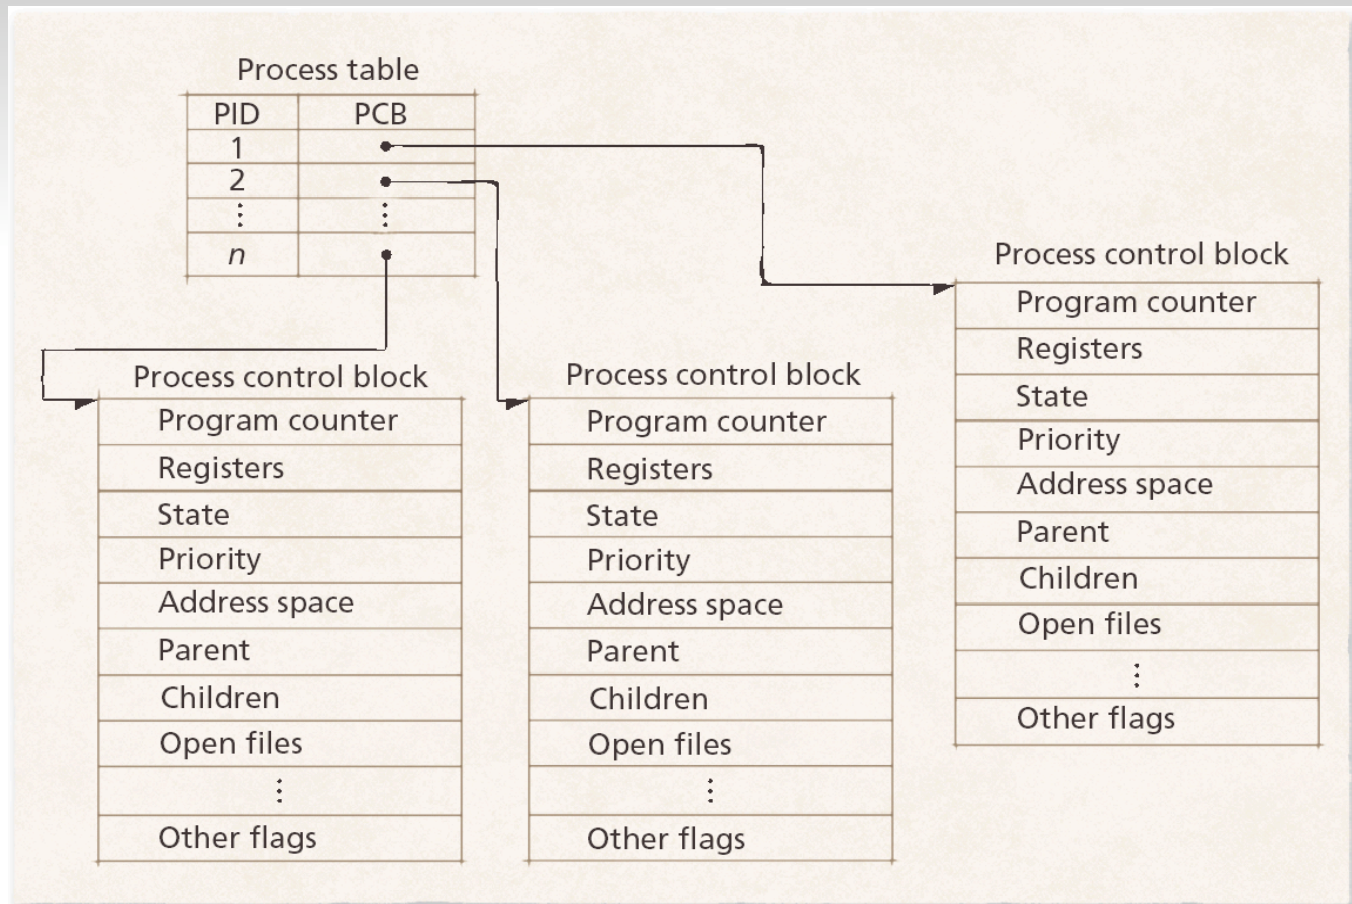 Process table
PID PCB
1
2
⋮ ⋮
n
Process control block
Program counter
Registers
State
Priority
Address space
Parent
Children
Open files
⋮
Other flags
Process control block
Program counter
Registers
State
Priority
Address space
Parent
Children
Open files
⋮
Other flags
Process control block
Program counter
Registers
State
Priority
Address space
Parent
Children
Open files
⋮
Other flags